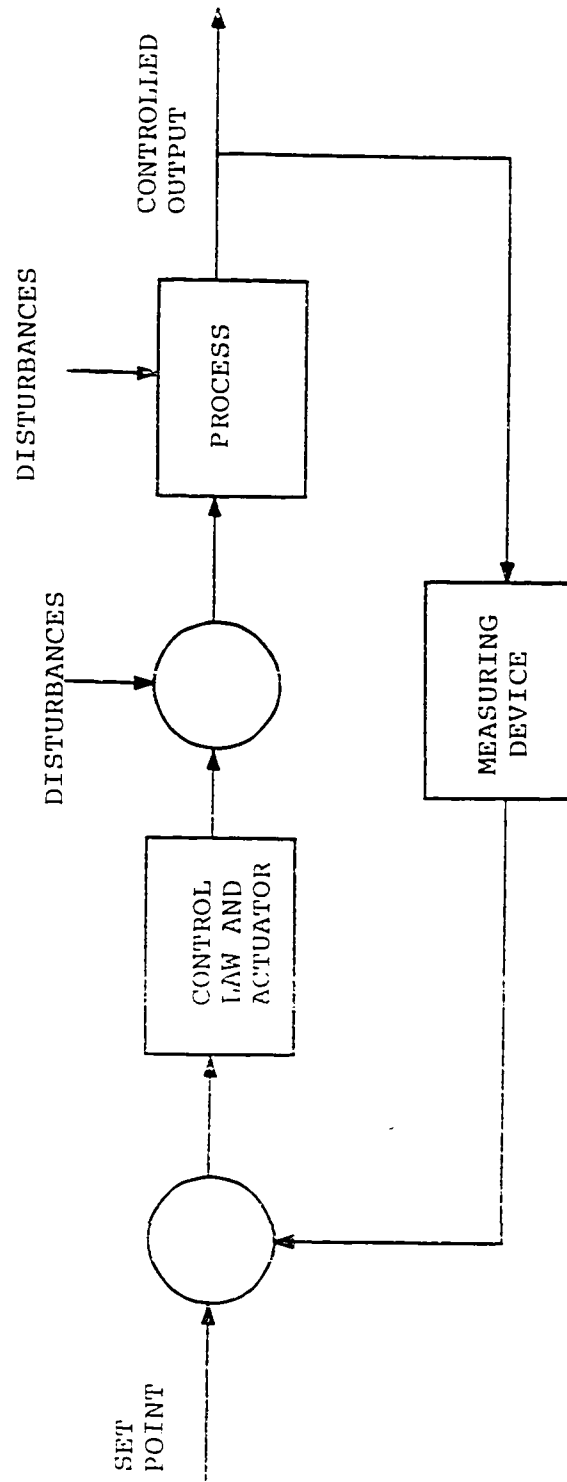 SET
POINT
CONTROL
LAW AND
ACTUATOR
DISTURBANCES
DISTURBANCES
PROCESS
CONTROLLED
OUTPUT
MEASURING
DEVICE